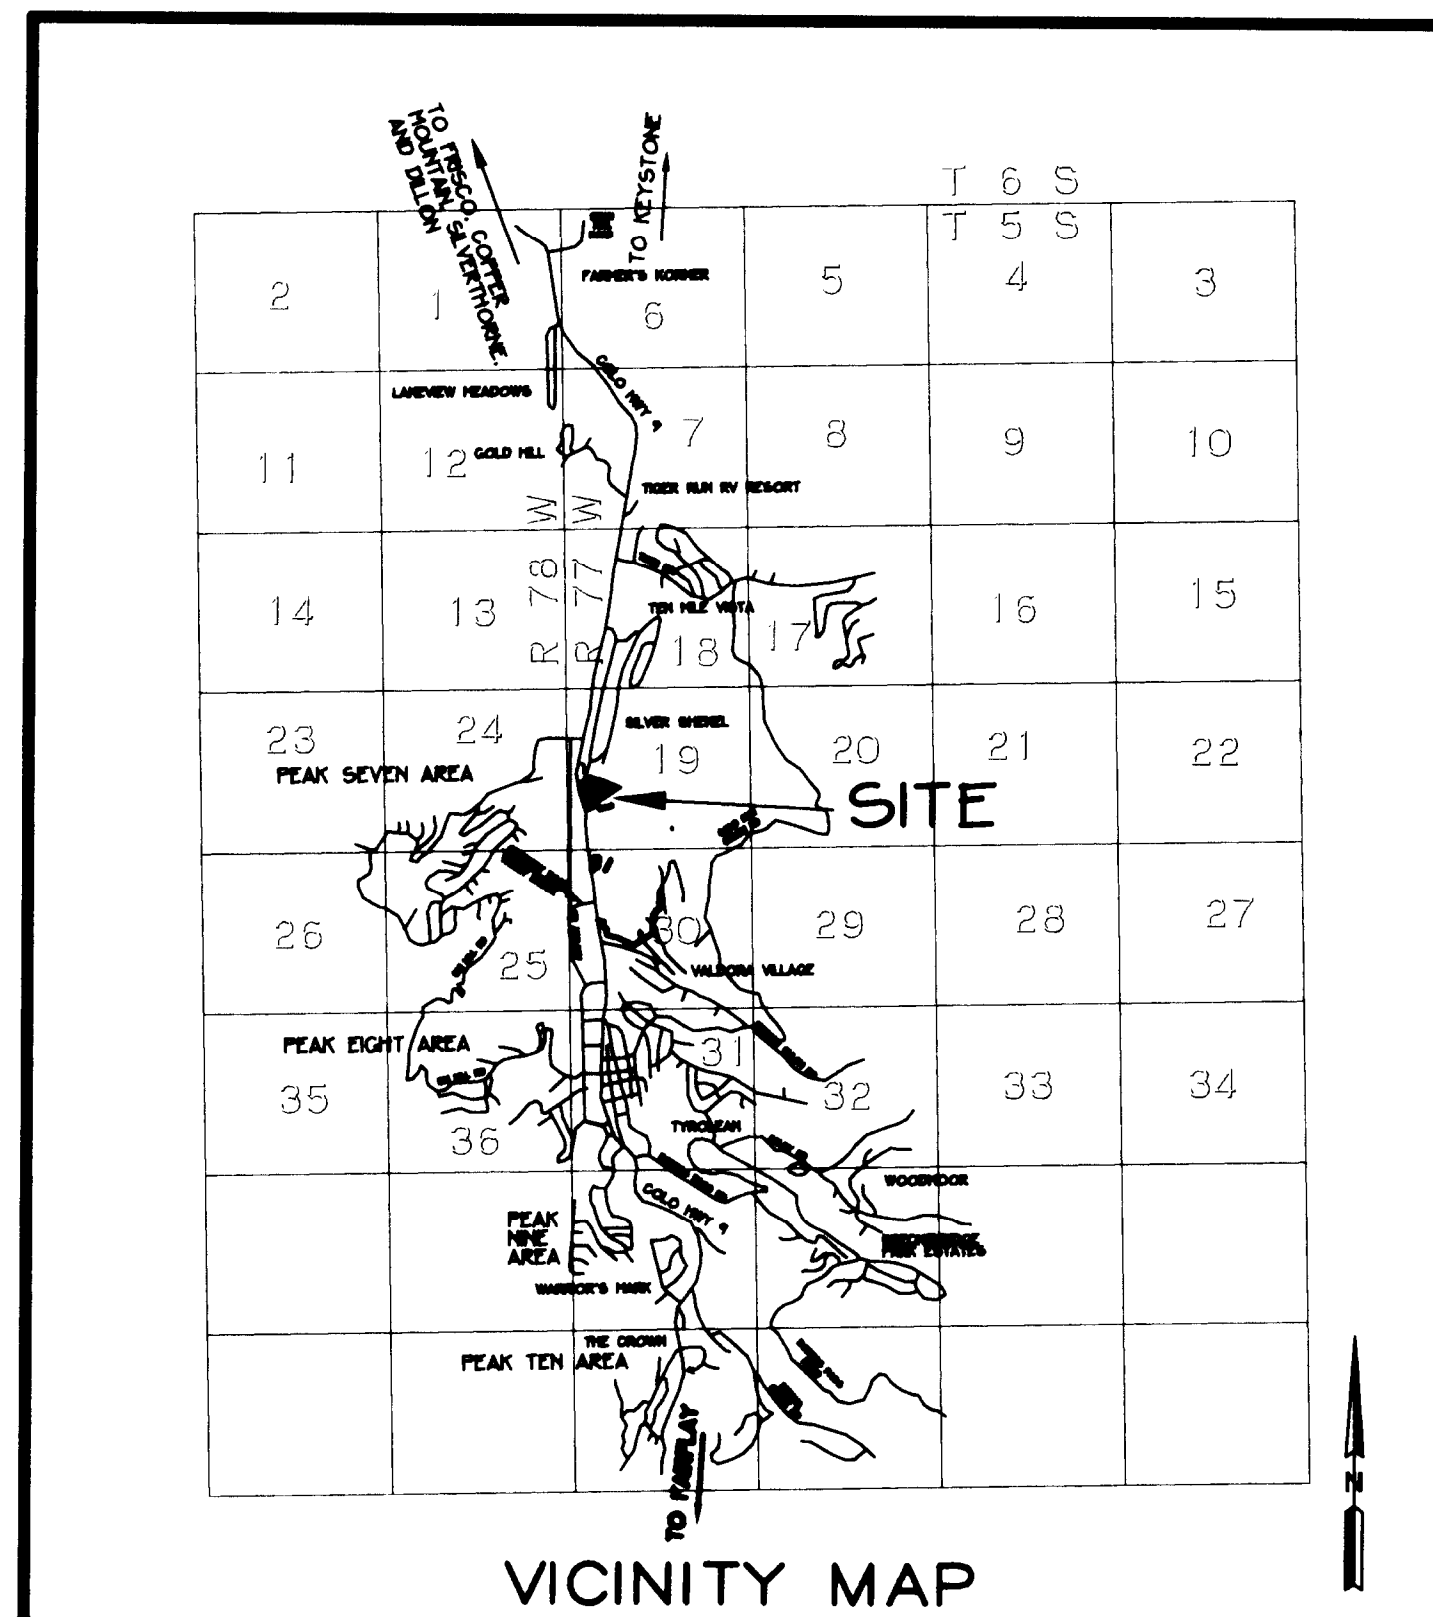 TO FRISCO, COPPER
MOUNTAIN, SILVERTHORNE,
AND DILLON
TO KEYSTONE
T 6 S
T 5 S
FARMER'S KORNER
2
1
6
5
4
3
COLO HWY 9
LAKEVIEW MEADOWS
GOLD HILL
11
12
7
8
9
10
TIGER RUN RV RESORT
R 78 W
R 77 W
TEN MILE VISTA
14
13
18
17
16
15
SILVER SHEKEL
23
24
19
20
21
22
PEAK SEVEN AREA
SITE
26
25
30
29
28
27
VALDORA VILLAGE
PEAK EIGHT AREA
35
36
31
32
33
34
TYROLEAN
WOODMOOR
COLO HWY 9
PEAK
NINE
AREA
PARK ESTATES
WARRIOR'S MARK
THE CROWN
PEAK TEN AREA
TO FAIRPLAY
N
VICINITY MAP